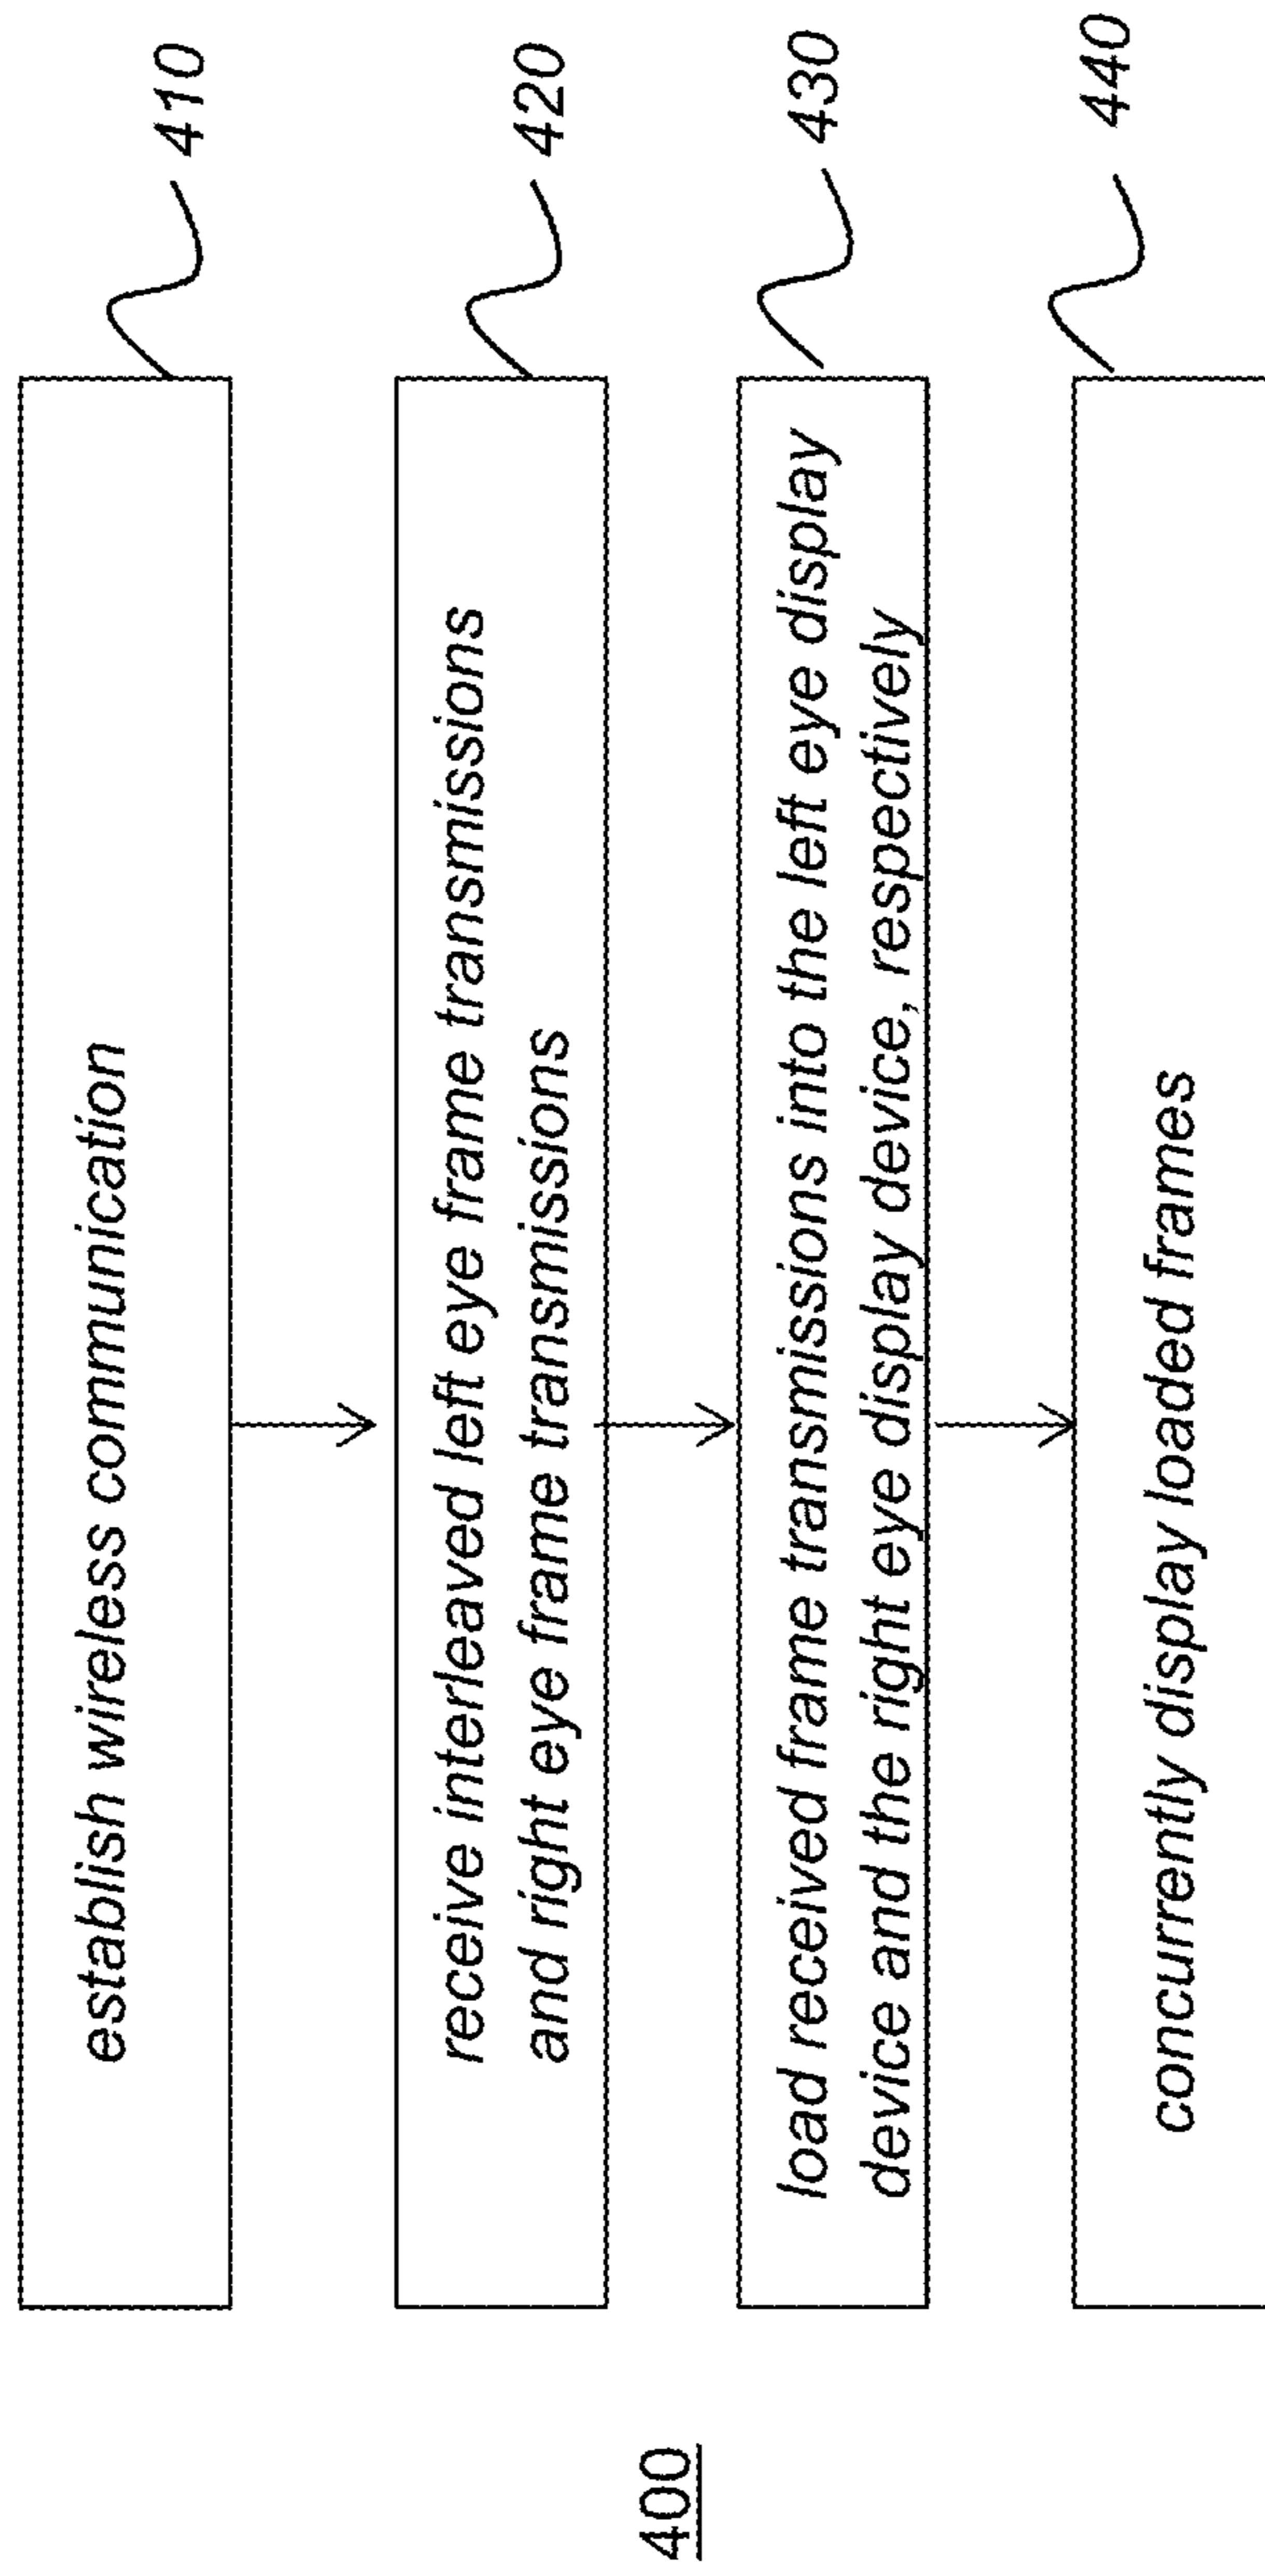 400
establish wireless communication
410
receive interleaved left eye frame transmissions
and right eye frame transmissions
420
load received frame transmissions into the left eye display
device and the right eye display device, respectively
430
concurrently display loaded frames
440